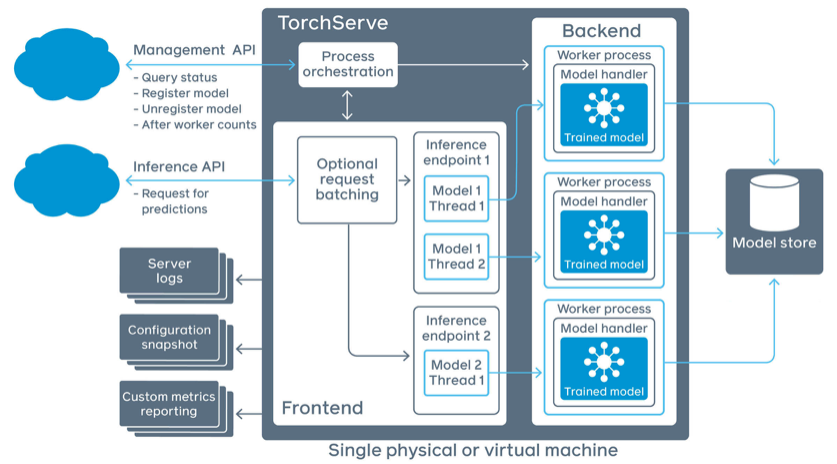 TorchServe
Management API
- Query status
- Register model
- Unregister model
- After worker counts
Process
orchestration
Inference API
- Request for
predictions
Optional
request
batching
Inference
endpoint 1
Model 1
Thread 1
Model 1
Thread 2
Inference
endpoint 2
Model 2
Thread 1
Frontend
Backend
Worker process
Model handler
Trained model
Worker process
Model handler
Trained model
Worker process
Model handler
Trained model
Model store
Server
logs
Configuration
snapshot
Custom metrics
reporting
Single physical or virtual machine